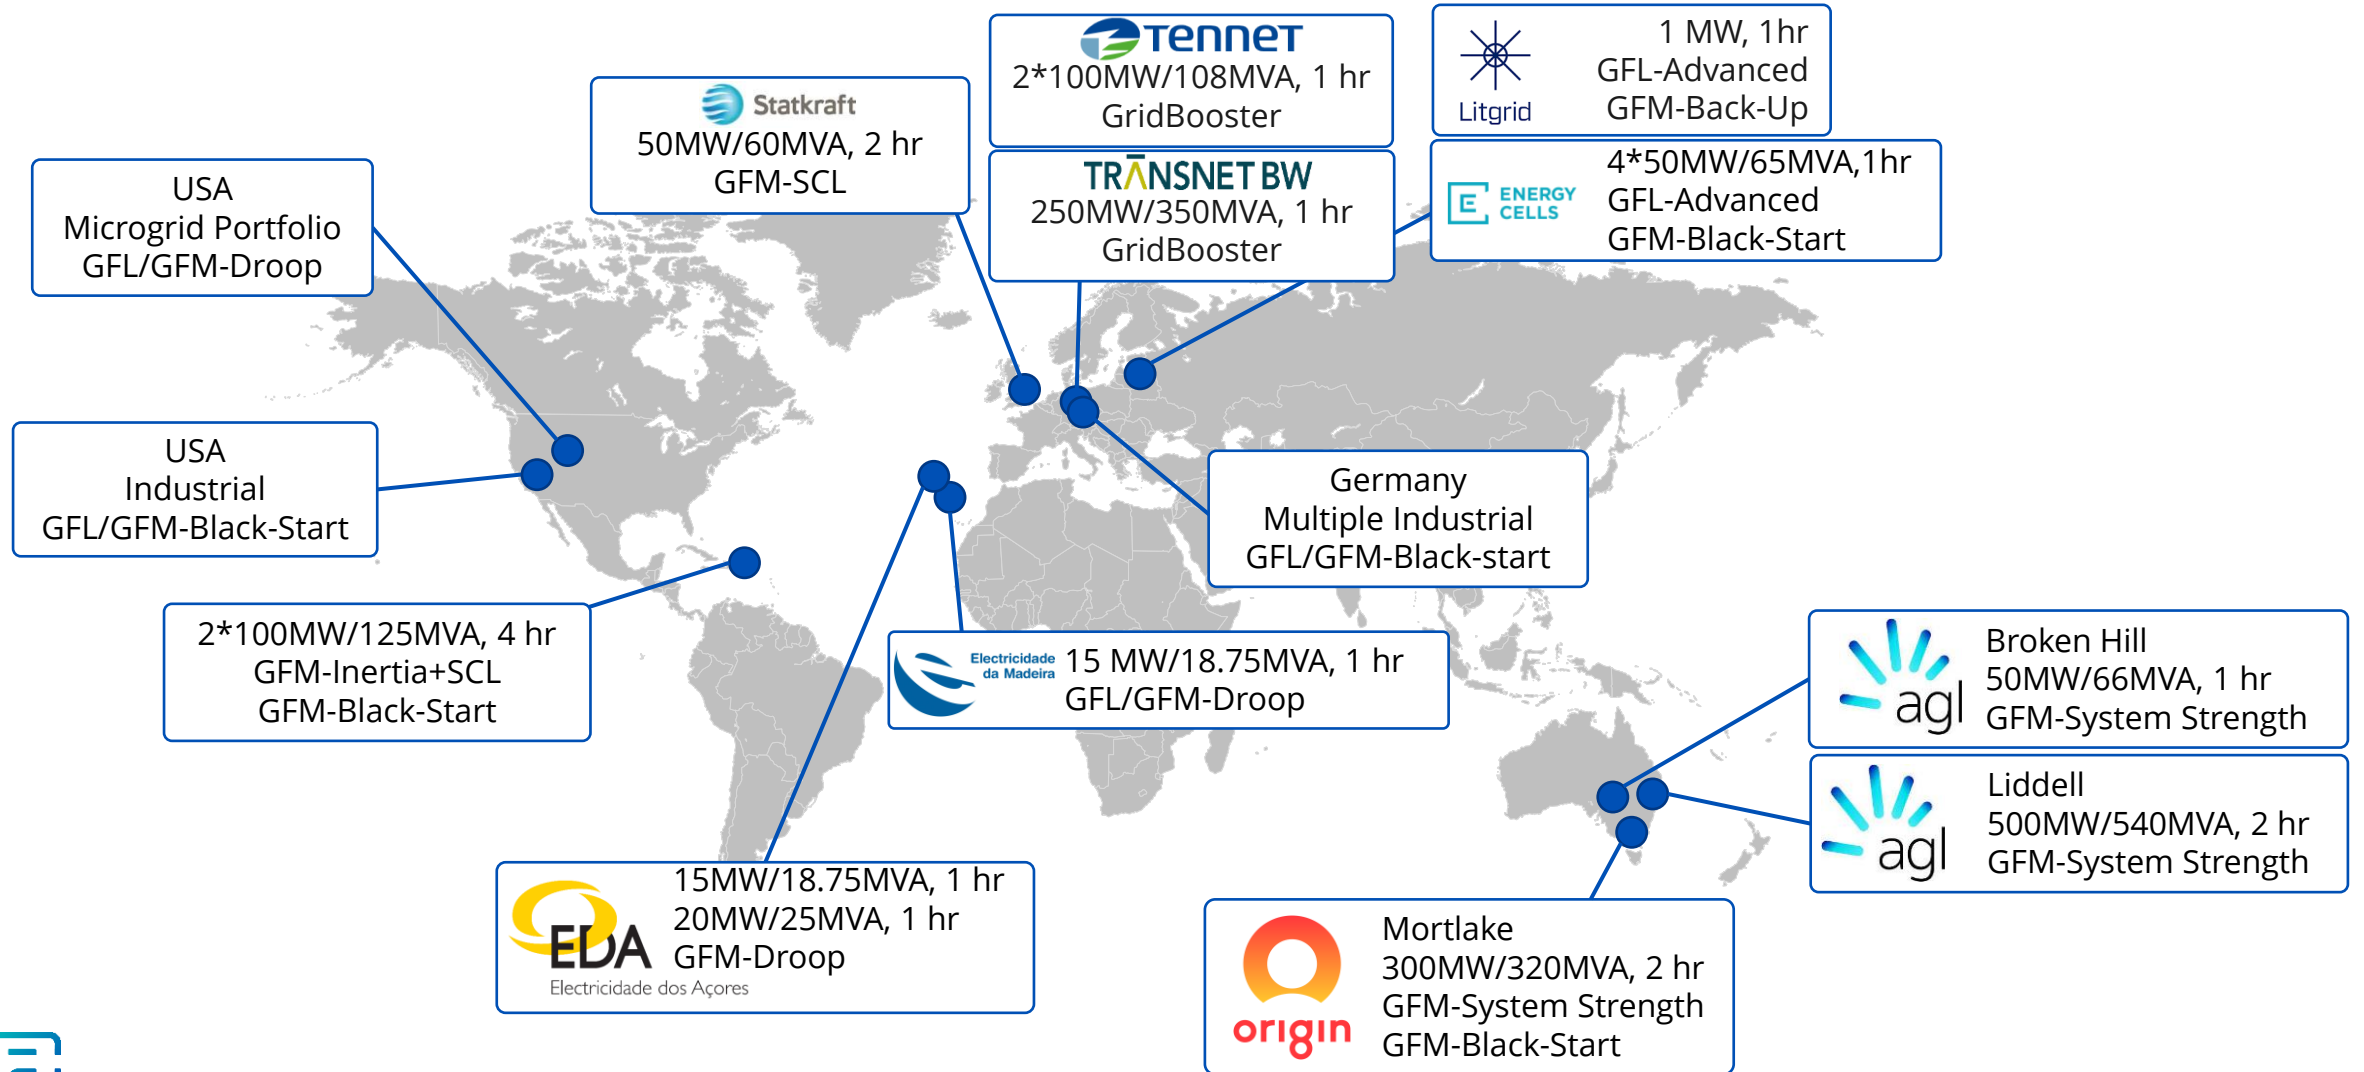 TenneT
2*100MW/108MVA, 1 hr
GridBooster
Litgrid
1 MW, 1hr
GFL-Advanced
GFM-Back-Up
Statkraft
50MW/60MVA, 2 hr
GFM-SCL
TRANSNET BW
250MW/350MVA, 1 hr
GridBooster
ENERGY
CELLS
4*50MW/65MVA,1hr
GFL-Advanced
GFM-Black-Start
USA
Microgrid Portfolio
GFL/GFM-Droop
USA
Industrial
GFL/GFM-Black-Start
Germany
Multiple Industrial
GFL/GFM-Black-start
2*100MW/125MVA, 4 hr
GFM-Inertia+SCL
GFM-Black-Start
Electricidade
da Madeira
15 MW/18.75MVA, 1 hr
GFL/GFM-Droop
agl
Broken Hill
50MW/66MVA, 1 hr
GFM-System Strength
agl
Liddell
500MW/540MVA, 2 hr
GFM-System Strength
EDA
Electricidade dos Açores
15MW/18.75MVA, 1 hr
20MW/25MVA, 1 hr
GFM-Droop
origin
Mortlake
300MW/320MVA, 2 hr
GFM-System Strength
GFM-Black-Start